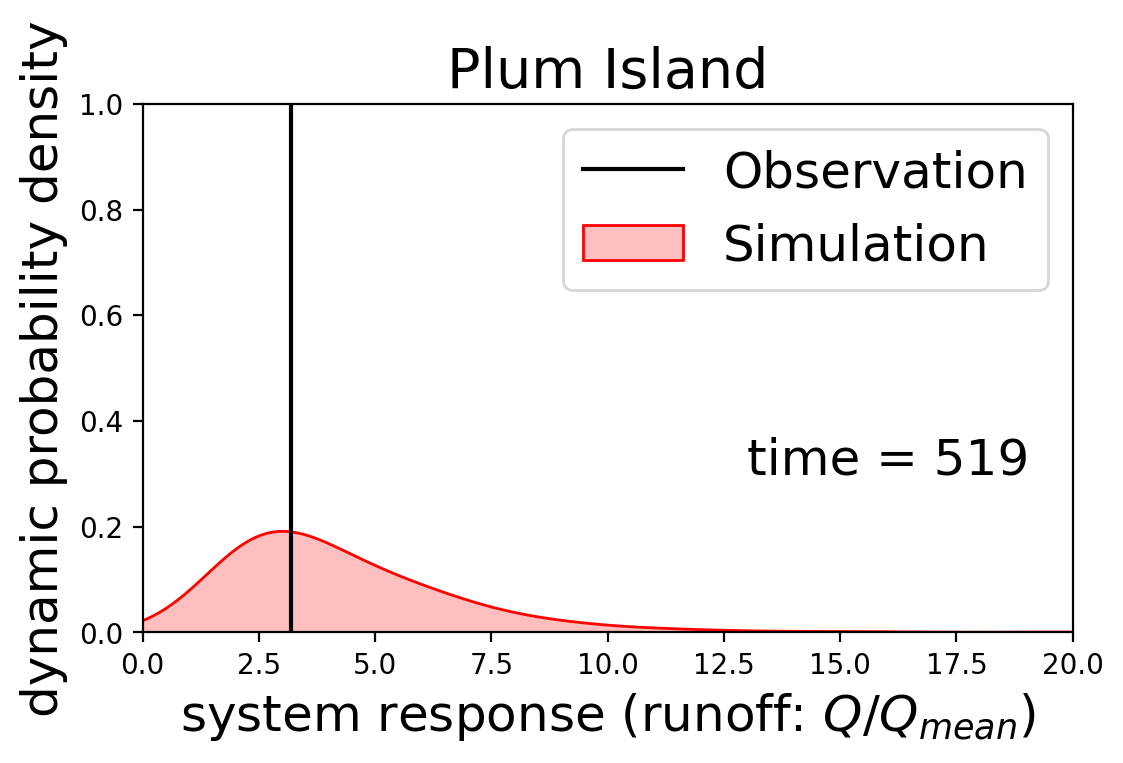 Plum Island
dynamic probability density
1.0
0.8
0.6
0.4
0.2
0.0
Observation
Simulation
time = 519
0.0 2.5 5.0 7.5 10.0 12.5 15.0 17.5 20.0
system response (runoff: Q/Qmean)